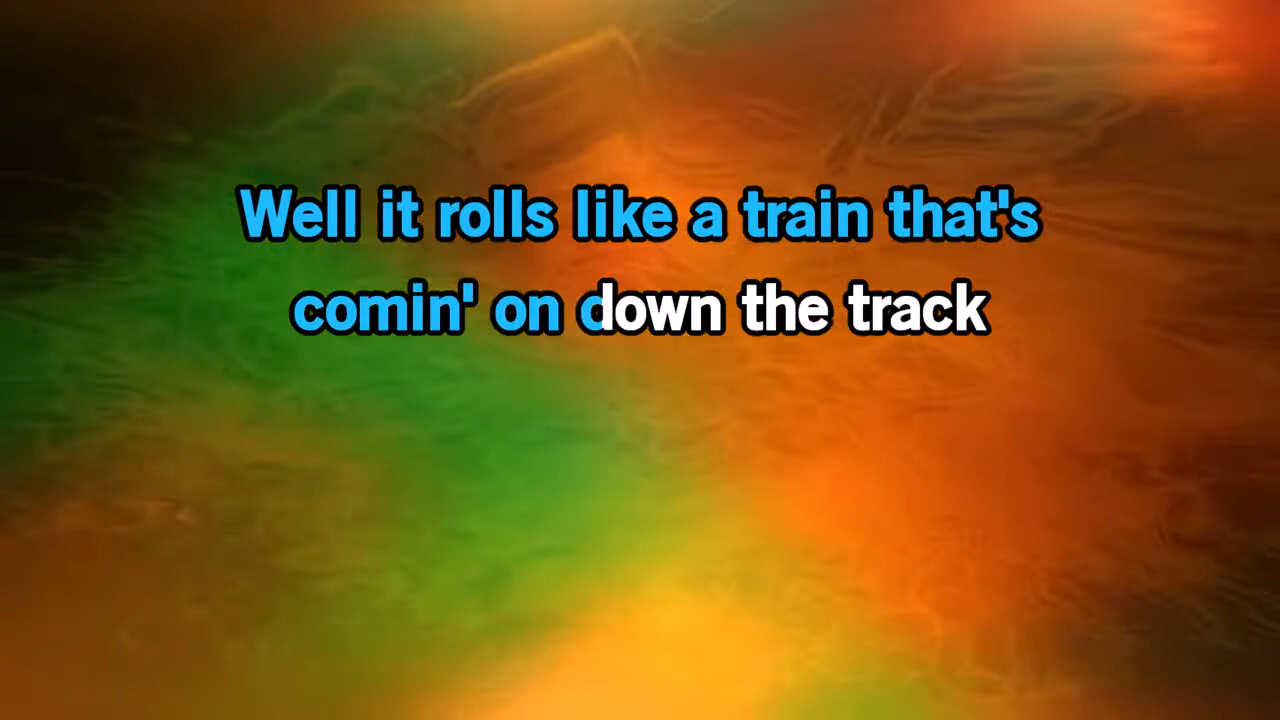 Well it rolls like a train that's
comin' on down the track